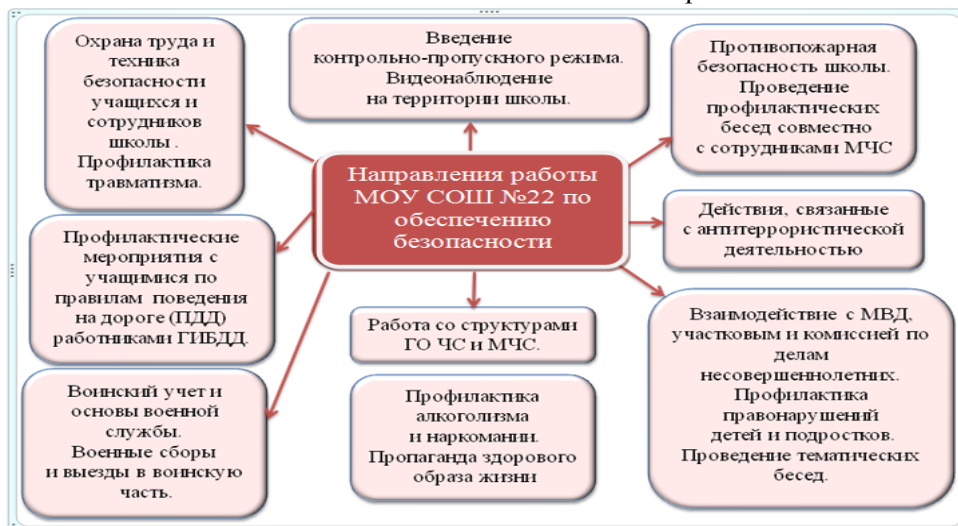 Охрана труда и
техника
безопасности
учащихся и
сотрудников
школы .
Профилактика
травматизма.
Введение
контрольно-пропускного режима.
Видеонаблюдение
на территории школы.
Противопожарная
безопасность школы.
Проведение
профилактических
бесед совместно
с сотрудниками МЧС
Направления работы
МОУ СОШ №22 по
обеспечению
безопасности
Действия, связанные
с антитеррористической
деятельностью
Профилактические
мероприятия с
учащимися по
правилам поведения
на дороге (ПДД)
работниками ГИБДД.
Работа со структурами
ГО ЧС и МЧС.
Взаимодействие с МВД,
участковым и комиссией по
делам
несовершеннолетних.
Профилактика
правонарушений
детей и подростков.
Проведение тематических
бесед.
Воинский учет и
основы военной
службы.
Военные сборы
и выезды в воинскую
часть.
Профилактика
алкоголизма
и наркомании.
Пропаганда здорового
образа жизни